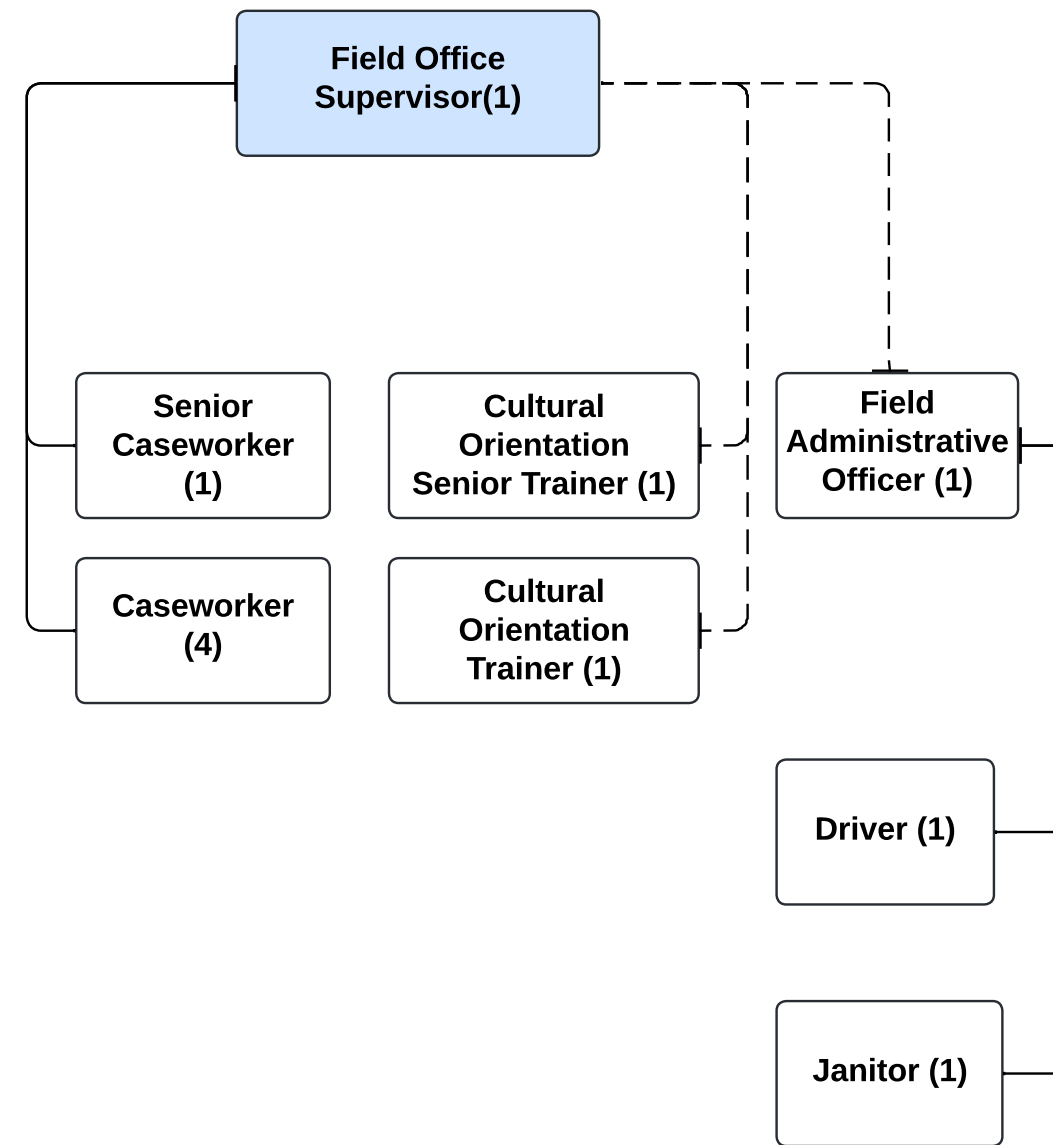 Field Office
Supervisor(1)
Senior
Caseworker
(1)
Cultural
Orientation
Senior Trainer (1)
Field
Administrative
Officer (1)
Caseworker
(4)
Cultural
Orientation
Trainer (1)
Driver (1)
Janitor (1)